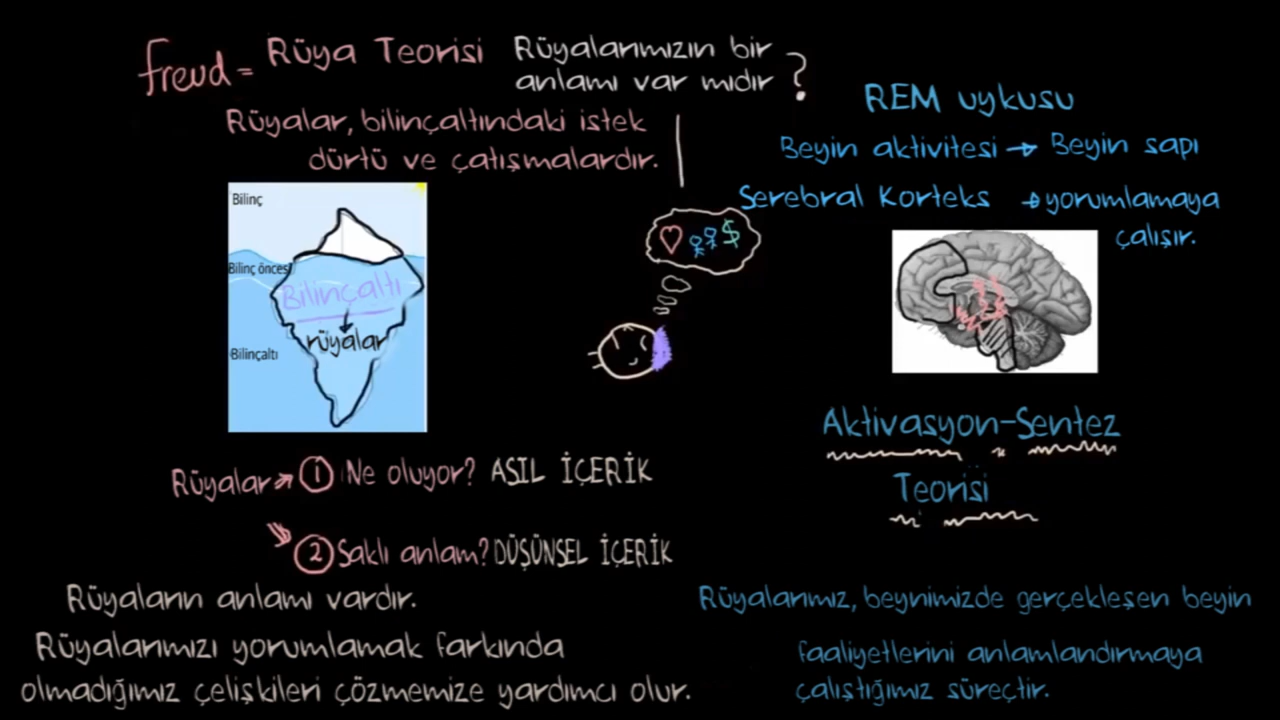 Freud = Rüya Teorisi
Rüyalarımızın bir
anlamı var mıdır ?
Rüyalar, bilinçaltındaki istek
dürtü ve çatışmalardır.
Bilinç
Bilinç öncesi
Bilinçaltı
rüyalar
Bilinçaltı
$
REM uykusu
Beyin aktivitesi → Beyin sapı
Serebral Korteks → yorumlamaya
çalışır.
Aktivasyon-Sentez
Teorisi
Rüyalar → 1 Ne oluyor? ASIL İÇERİK
2 Saklı anlam? DÜŞÜNSEL İÇERİK
Rüyaların anlamı vardır.
Rüyalarımızı yorumlamak farkında
olmadığımız çelişkileri çözmemize yardımcı olur.
Rüyalarımız, beynimizde gerçekleşen beyin
faaliyetlerini anlamlandırmaya
çalıştığımız süreçtir.